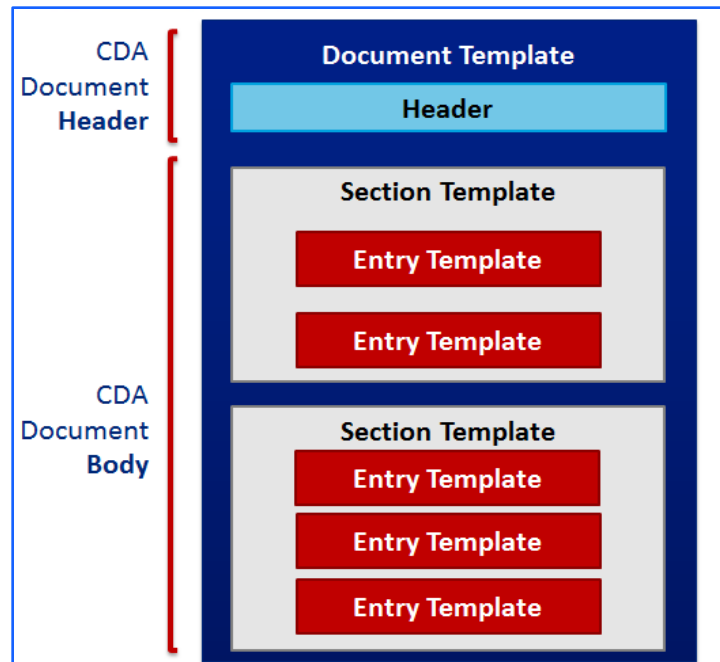 CDA
Document
Header
Document Template
Header
Section Template
Entry Template
Entry Template
CDA
Document
Body
Section Template
Entry Template
Entry Template
Entry Template